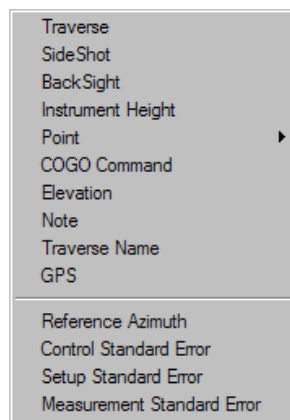 Traverse
SideShot
BackSight
Instrument Height
Point
COGO Command
Elevation
Note
Traverse Name
GPS
Reference Azimuth
Control Standard Error
Setup Standard Error
Measurement Standard Error